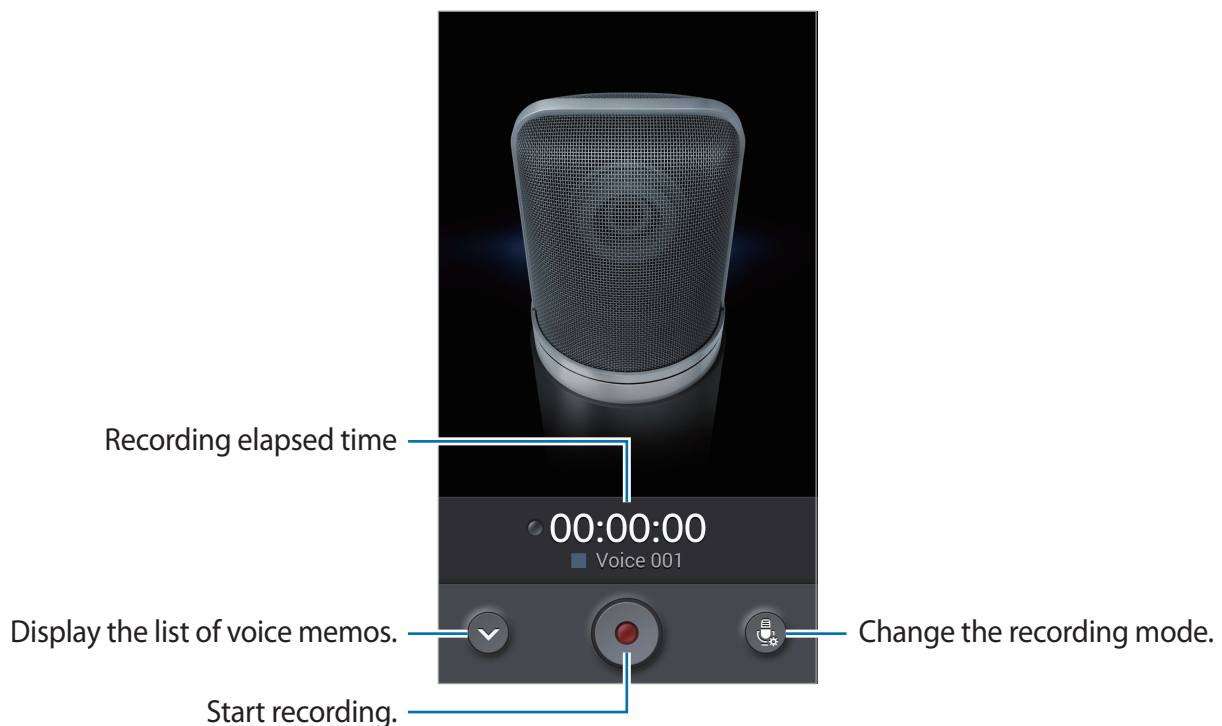 Recording elapsed time
00:00:00
Voice 001
Display the list of voice memos.
Change the recording mode.
Start recording.